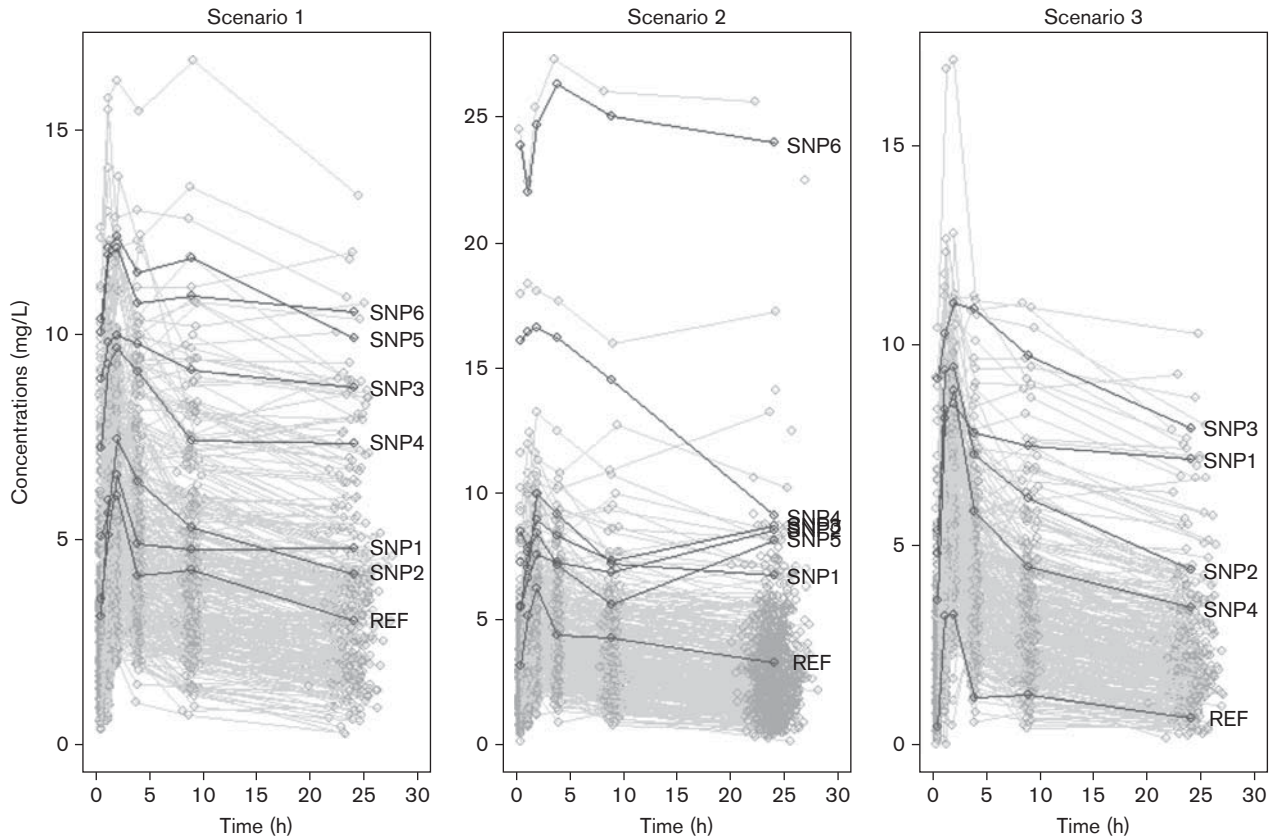 Scenario 1
Scenario 2
Scenario 3
Concentrations (mg/L)
15
10
5
0
SNP6
SNP5
SNP3
SNP4
SNP1
SNP2
REF
0 5 10 15 20 25 30
Time (h)
25
20
15
10
5
0
SNP6
SNP4
SNP5
SNP1
REF
0 5 10 15 20 25 30
Time (h)
15
10
5
0
SNP3
SNP1
SNP2
SNP4
REF
0 5 10 15 20 25 30
Time (h)